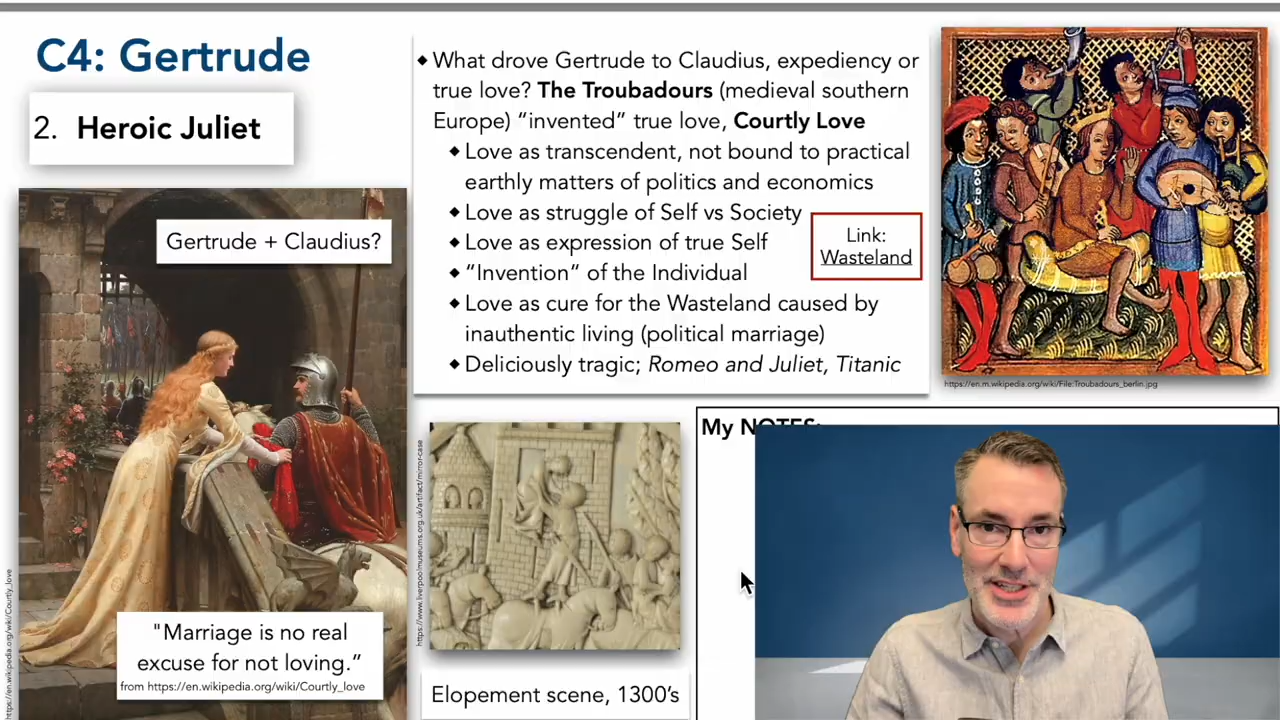 C4: Gertrude
2. Heroic Juliet
Gertrude + Claudius?
"Marriage is no real
excuse for not loving.”
from https://en.wikipedia.org/wiki/Courtly_love
https://en.wikipedia.org/wiki/Courtly_love
◆ What drove Gertrude to Claudius, expediency or
true love? The Troubadours (medieval southern
Europe) “invented” true love, Courtly Love
◆ Love as transcendent, not bound to practical
earthly matters of politics and economics
◆ Love as struggle of Self vs Society
◆ Love as expression of true Self
◆ “Invention” of the Individual
◆ Love as cure for the Wasteland caused by
inauthentic living (political marriage)
◆ Deliciously tragic; Romeo and Juliet, Titanic
Link:
Wasteland
https://en.m.wikipedia.org/wiki/File:Troubadours_berlin.jpg
https://www.liverpoolmuseums.org.uk/artifact/mirror-case
Elopement scene, 1300’s
My NOTES: